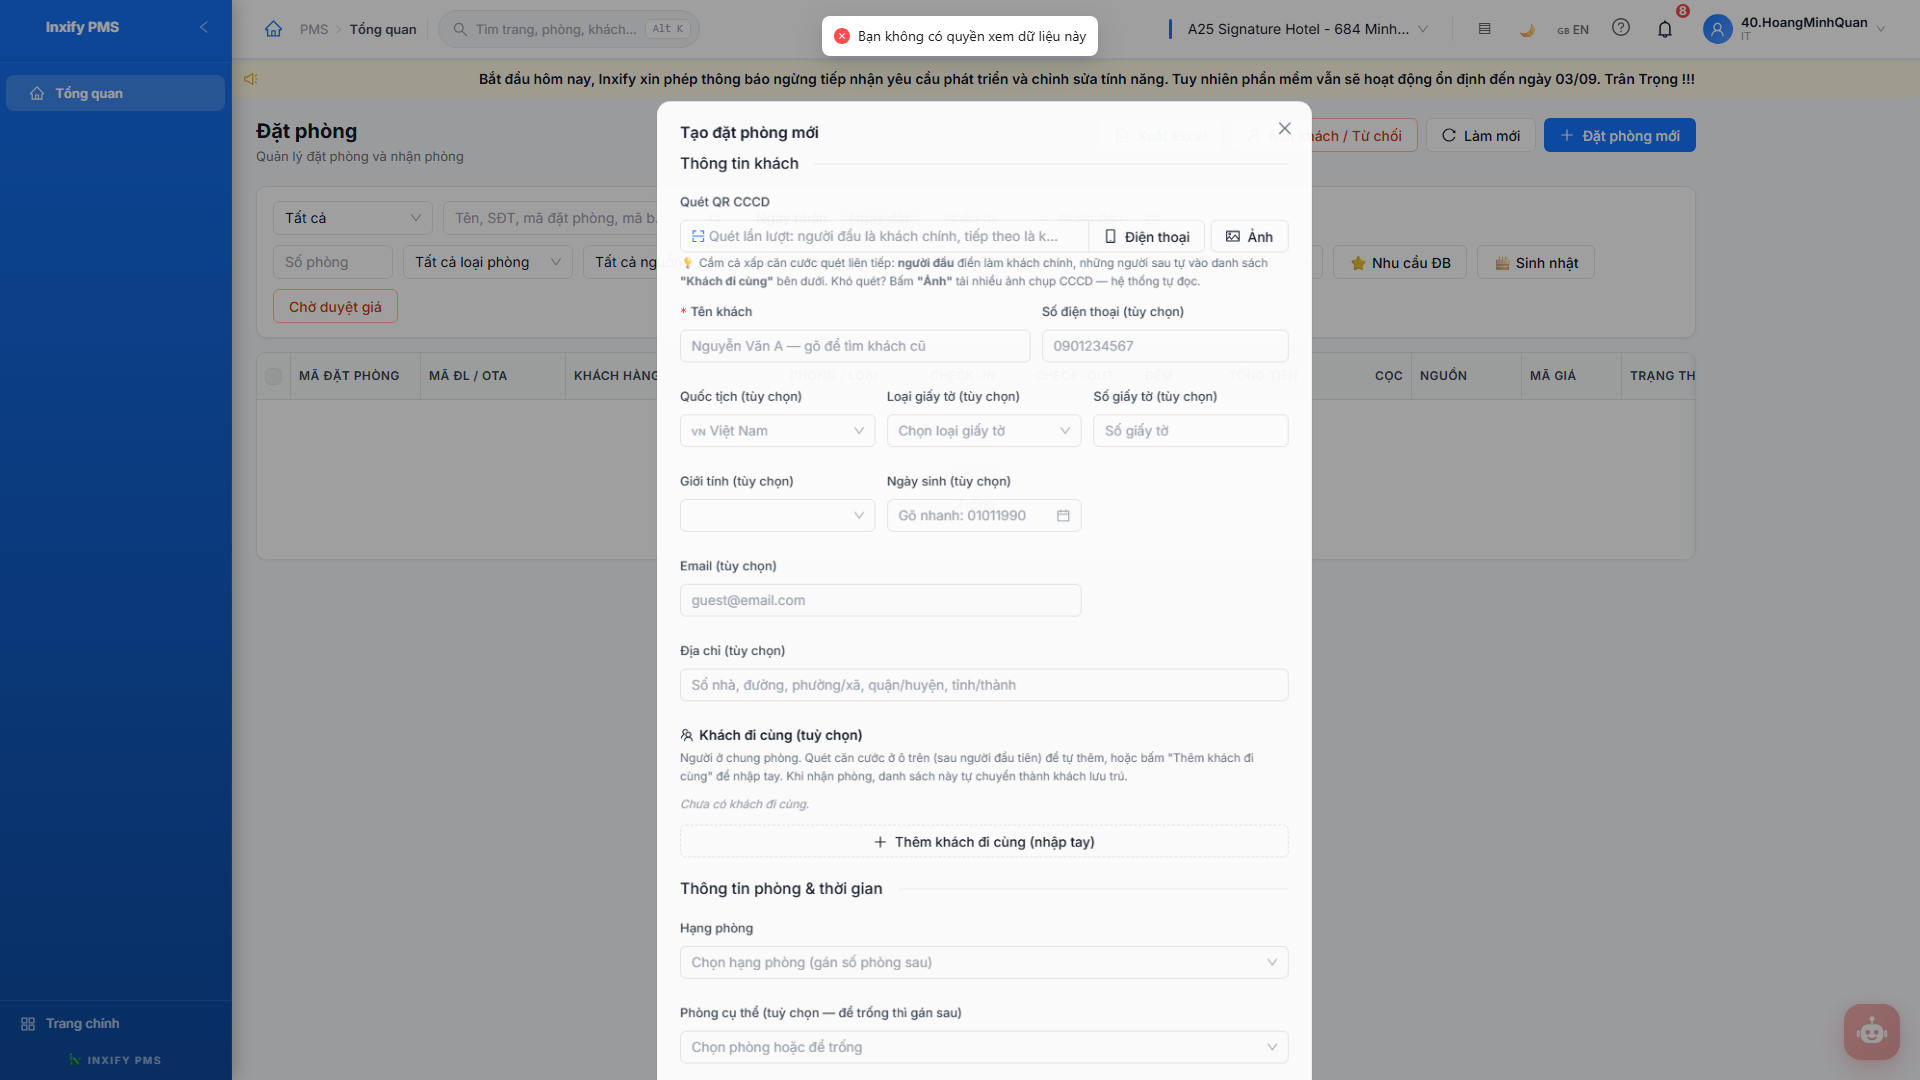 Inxify PMS
PMS
Tổng quan
Tìm trang, phòng, khách...
Alt K
Bạn không có quyền xem dữ liệu này
A25 Signature Hotel - 684 Minh...
GB EN
8
40.HoangMinhQuan
IT
Tổng quan
Bắt đầu hôm nay, Inxify xin phép thông báo ngừng tiếp nhận yêu cầu phát triển và chỉnh sửa tính năng. Tuy nhiên phần mềm vẫn sẽ hoạt động ổn định đến ngày 03/09. Trân Trọng !!!
Đặt phòng
Quản lý đặt phòng và nhận phòng
hách / Từ chối
Làm mới
Đặt phòng mới
Tất cả
Tên, SĐT, mã đặt phòng, mã b.
Số phòng
Tất cả loại phòng
Tất cả nguồ
Nhu cầu ĐB
Sinh nhật
Chờ duyệt giá
MÃ ĐẶT PHÒNG
MÃ ĐL / OTA
KHÁCH HÀNG
CỌC
NGUỒN
MÃ GIÁ
TRẠNG TH
Tạo đặt phòng mới
Thông tin khách
Quét QR CCCD
Quét lần lượt: người đầu là khách chính, tiếp theo là k...
Điện thoại
Ảnh
Cầm cả xấp căn cước quét liên tiếp: người đầu điền làm khách chính, những người sau tự vào danh sách
"Khách đi cùng" bên dưới. Khó quét? Bấm "Ảnh" tải nhiều ảnh chụp CCCD — hệ thống tự đọc.
* Tên khách
Số điện thoại (tùy chọn)
Nguyễn Văn A — gõ để tìm khách cũ
0901234567
Quốc tịch (tùy chọn)
Loại giấy tờ (tùy chọn)
Số giấy tờ (tùy chọn)
VN Việt Nam
Chọn loại giấy tờ
Số giấy tờ
Giới tính (tùy chọn)
Ngày sinh (tùy chọn)
Gõ nhanh: 01011990
Email (tùy chọn)
guest@email.com
Địa chỉ (tùy chọn)
Số nhà, đường, phường/xã, quận/huyện, tỉnh/thành
Khách đi cùng (tuỳ chọn)
Người ở chung phòng. Quét căn cước ở ô trên (sau người đầu tiên) để tự thêm, hoặc bấm "Thêm khách đi
cùng" để nhập tay. Khi nhận phòng, danh sách này tự chuyển thành khách lưu trú.
Chưa có khách đi cùng.
Thêm khách đi cùng (nhập tay)
Thông tin phòng & thời gian
Hạng phòng
Chọn hạng phòng (gán số phòng sau)
Phòng cụ thể (tuỳ chọn — để trống thì gán sau)
Chọn phòng hoặc để trống
Trang chính
INXIFY PMS